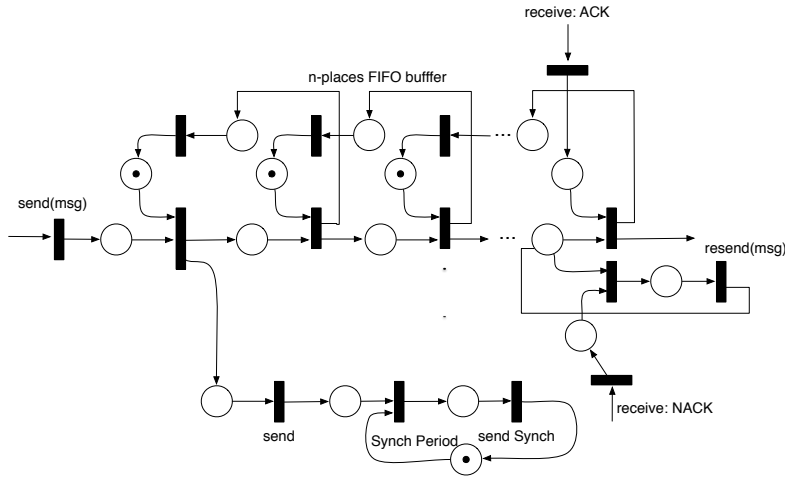 receive: ACK
n-places FIFO bufffer
...
send(msg)
...
resend(msg)
receive: NACK
send
Synch Period
send Synch